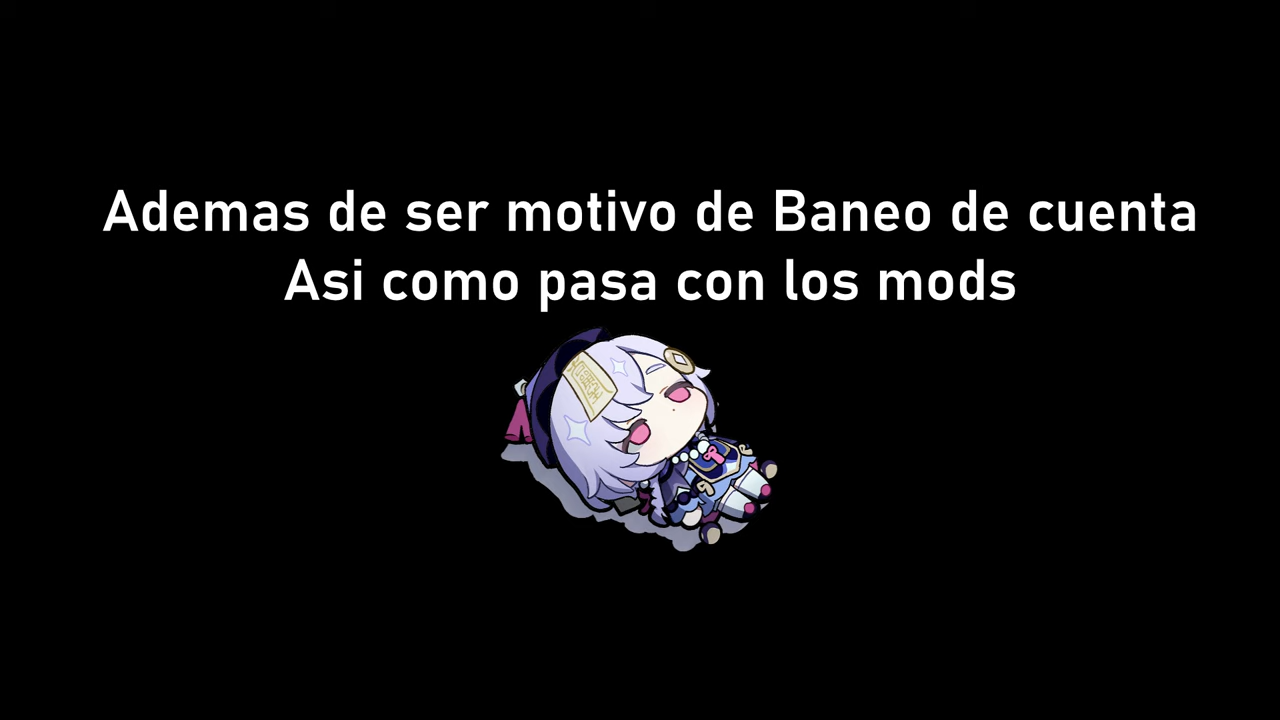 Ademas de ser motivo de Baneo de cuenta
Asi como pasa con los mods